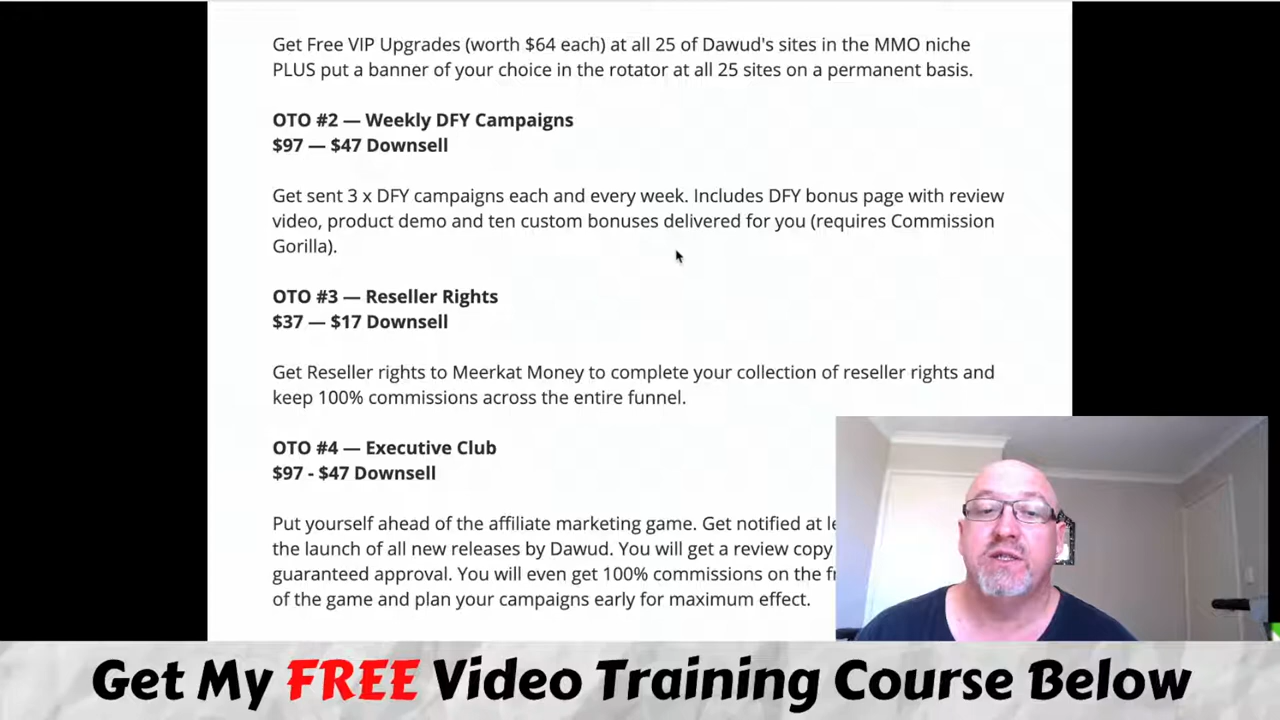 Get Free VIP Upgrades (worth $64 each) at all 25 of Dawud's sites in the MMO niche
PLUS put a banner of your choice in the rotator at all 25 sites on a permanent basis.
OTO #2 — Weekly DFY Campaigns
$97 — $47 Downsell
Get sent 3 x DFY campaigns each and every week. Includes DFY bonus page with review
video, product demo and ten custom bonuses delivered for you (requires Commission
Gorilla).
OTO #3 — Reseller Rights
$37 — $17 Downsell
Get Reseller rights to Meerkat Money to complete your collection of reseller rights and
keep 100% commissions across the entire funnel.
OTO #4 — Executive Club
$97 - $47 Downsell
Put yourself ahead of the affiliate marketing game. Get notified at
the launch of all new releases by Dawud. You will get a review copy
guaranteed approval. You will even get 100% commissions on the
of the game and plan your campaigns early for maximum effect.
Get My FREE Video Training Course Below